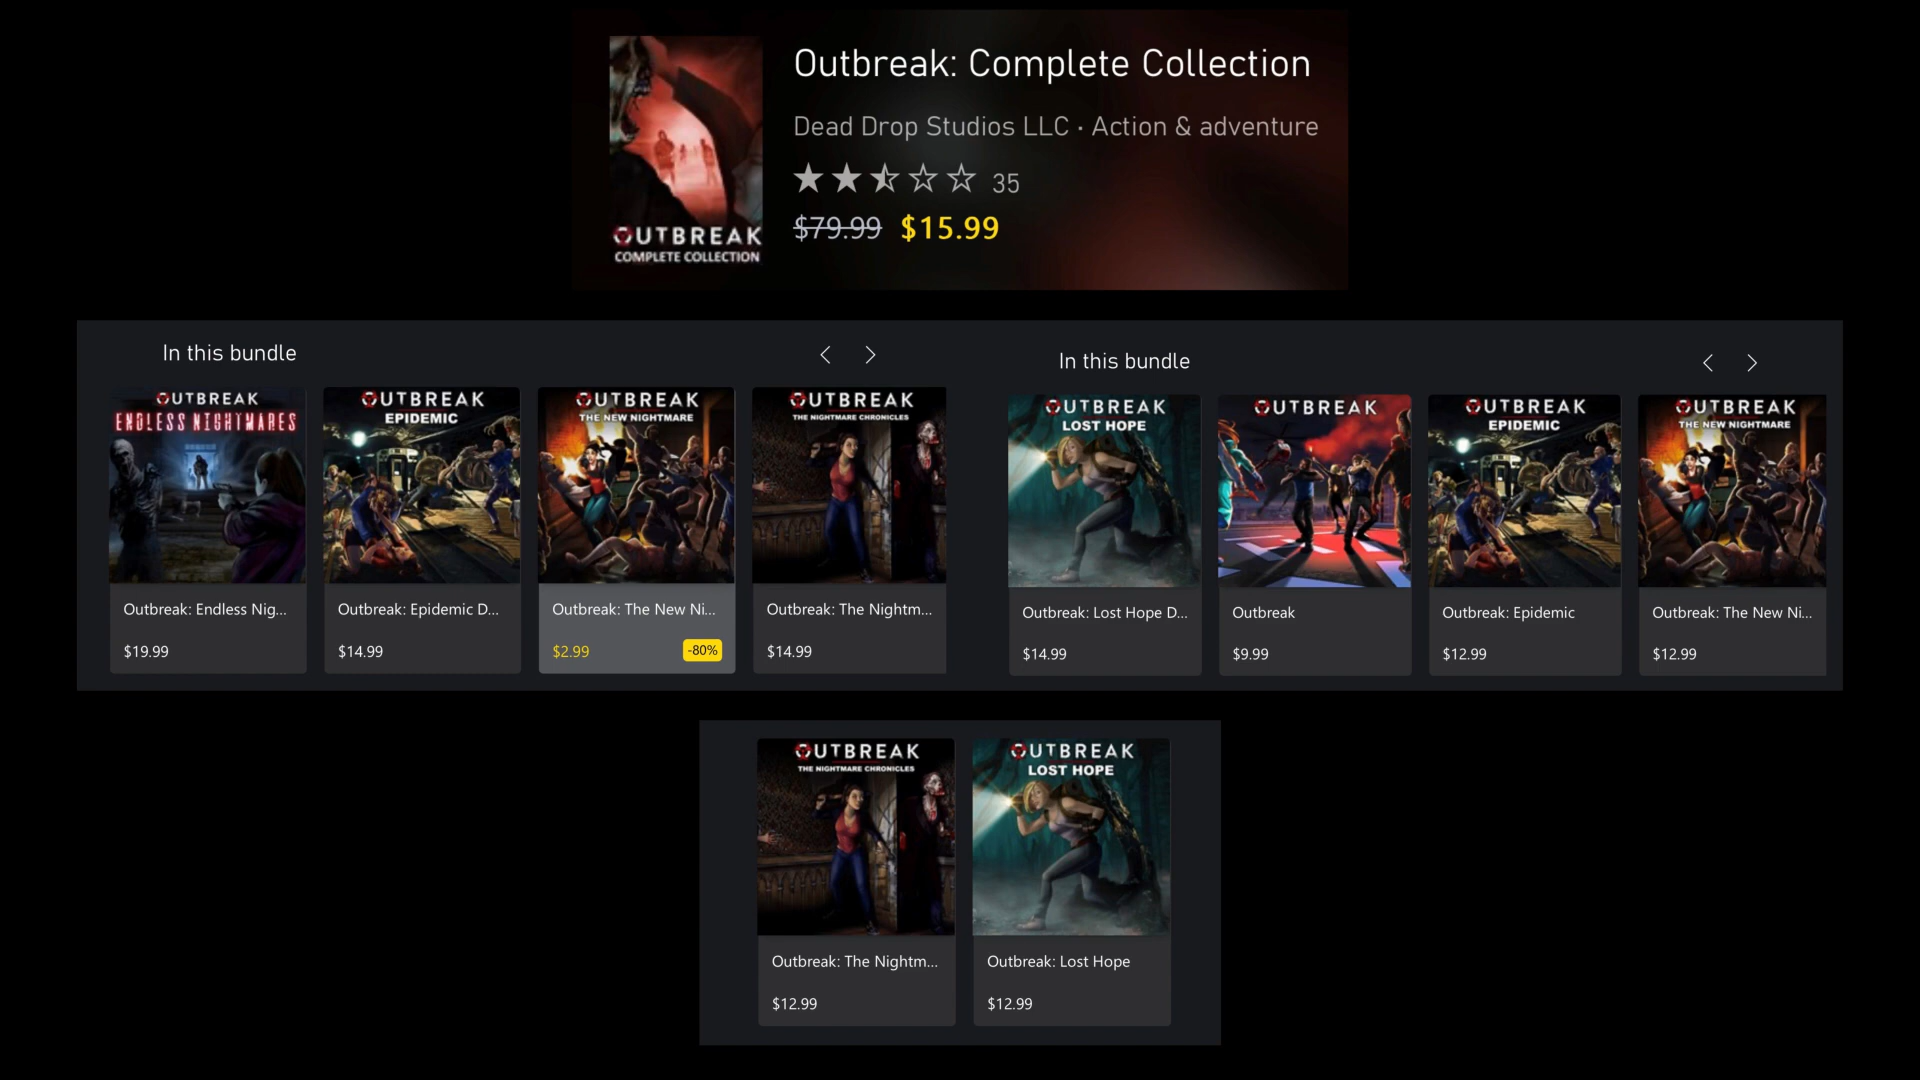 Outbreak: Complete Collection
Dead Drop Studios LLC · Action & adventure
35
$79.99 $15.99
OUTBREAK
COMPLETE COLLECTION
In this bundle
OUTBREAK
ENDLESS NIGHTMARES
Outbreak: Endless Nig...
$19.99
OUTBREAK
EPIDEMIC
Outbreak: Epidemic D...
$14.99
OUTBREAK
THE NEW NIGHTMARE
Outbreak: The New Ni...
$2.99 -80%
OUTBREAK
THE NIGHTMARE CHRONICLES
Outbreak: The Nightm...
$14.99
In this bundle
OUTBREAK
LOST HOPE
Outbreak: Lost Hope D...
$14.99
OUTBREAK
Outbreak
$9.99
OUTBREAK
EPIDEMIC
Outbreak: Epidemic
$12.99
OUTBREAK
THE NEW NIGHTMARE
Outbreak: The New Ni...
$12.99
OUTBREAK
THE NIGHTMARE CHRONICLES
Outbreak: The Nightm...
$12.99
OUTBREAK
LOST HOPE
Outbreak: Lost Hope
$12.99